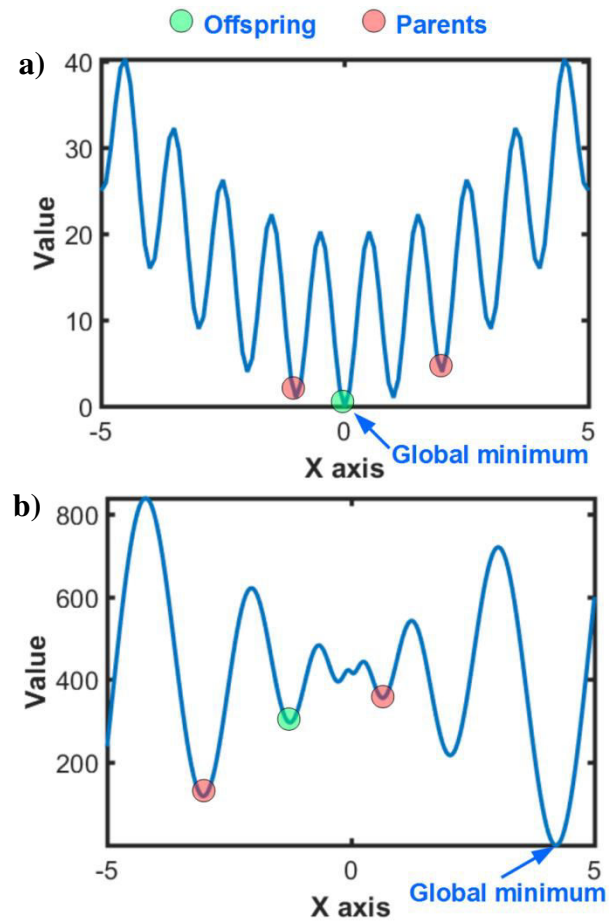 Offspring Parents
a)
40
30
20
10
0
Value
-5 0 5
X axis
Global minimum
b)
800
600
400
200
Value
-5 0 5
X axis
Global minimum